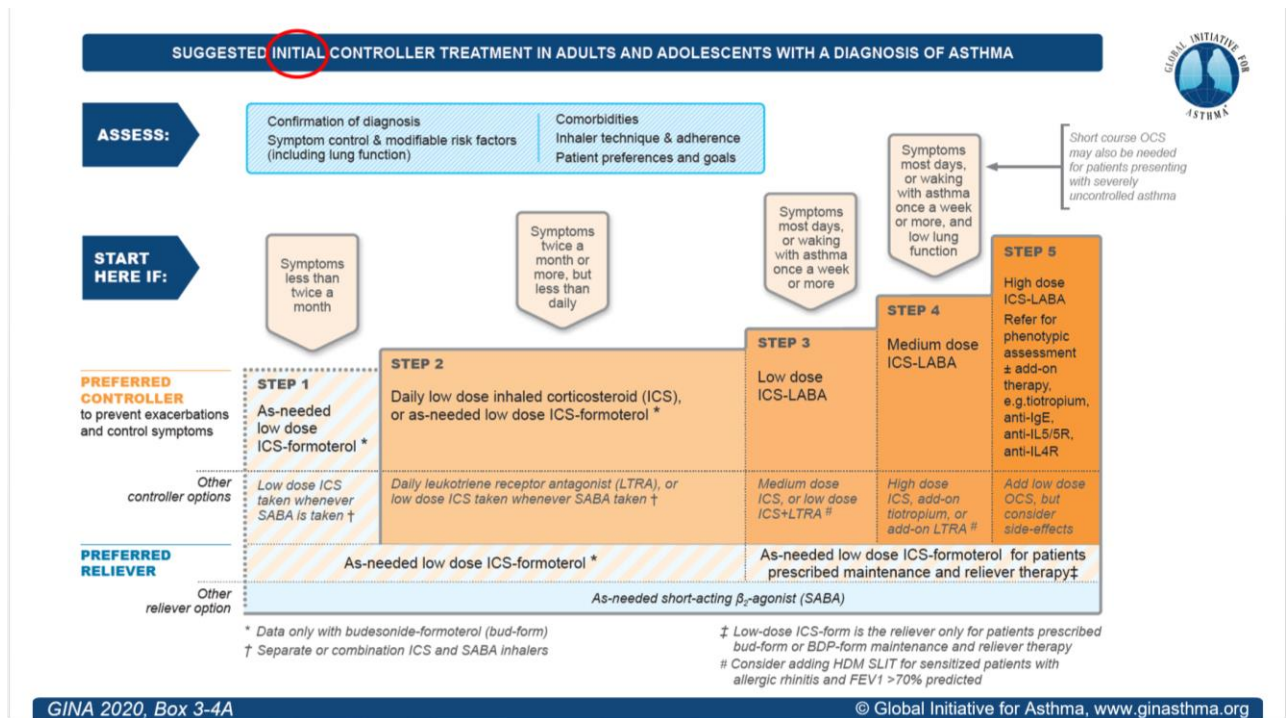 SUGGESTED INITIAL CONTROLLER TREATMENT IN ADULTS AND ADOLESCENTS WITH A DIAGNOSIS OF ASTHMA
GLOBAL INITIATIVE FOR ASTHMA
ASSESS:
Confirmation of diagnosis
Symptom control & modifiable risk factors
(including lung function)
Comorbidities
Inhaler technique & adherence
Patient preferences and goals
Short course OCS
may also be needed
for patients presenting
with severely
uncontrolled asthma
START
HERE IF:
Symptoms
less than
twice a
month
Symptoms
twice a
month or
more, but
less than
daily
Symptoms
most days,
or waking
with asthma
once a week
or more
Symptoms
most days,
or waking
with asthma
once a week
or more, and
low lung
function
PREFERRED
CONTROLLER
to prevent exacerbations
and control symptoms
STEP 1
As-needed
low dose
ICS-formoterol *
STEP 2
Daily low dose inhaled corticosteroid (ICS),
or as-needed low dose ICS-formoterol *
STEP 3
Low dose
ICS-LABA
STEP 4
Medium dose
ICS-LABA
STEP 5
High dose
ICS-LABA
Refer for
phenotypic
assessment
± add-on
therapy,
e.g.tiotropium,
anti-IgE,
anti-IL5/5R,
anti-IL4R
Other
controller options
Low dose ICS
taken whenever
SABA is taken †
Daily leukotriene receptor antagonist (LTRA), or
low dose ICS taken whenever SABA taken †
Medium dose
ICS, or low dose
ICS+LTRA #
High dose
ICS, add-on
tiotropium, or
add-on LTRA #
Add low dose
OCS, but
consider
side-effects
PREFERRED
RELIEVER
As-needed low dose ICS-formoterol *
As-needed low dose ICS-formoterol for patients
prescribed maintenance and reliever therapy‡
Other
reliever option
As-needed short-acting β2-agonist (SABA)
* Data only with budesonide-formoterol (bud-form)
† Separate or combination ICS and SABA inhalers
‡ Low-dose ICS-form is the reliever only for patients prescribed
bud-form or BDP-form maintenance and reliever therapy
# Consider adding HDM SLIT for sensitized patients with
allergic rhinitis and FEV1 >70% predicted
GINA 2020, Box 3-4A
© Global Initiative for Asthma, www.ginasthma.org